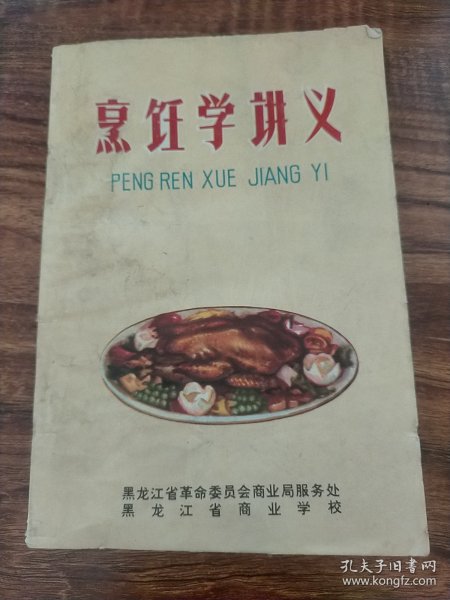 烹饪学讲义
PENG REN XUE JIANG YI
黑龙江省革命委员会商业局服务处
黑龙江省商业学校
孔夫子旧书网
www.kongfz.com